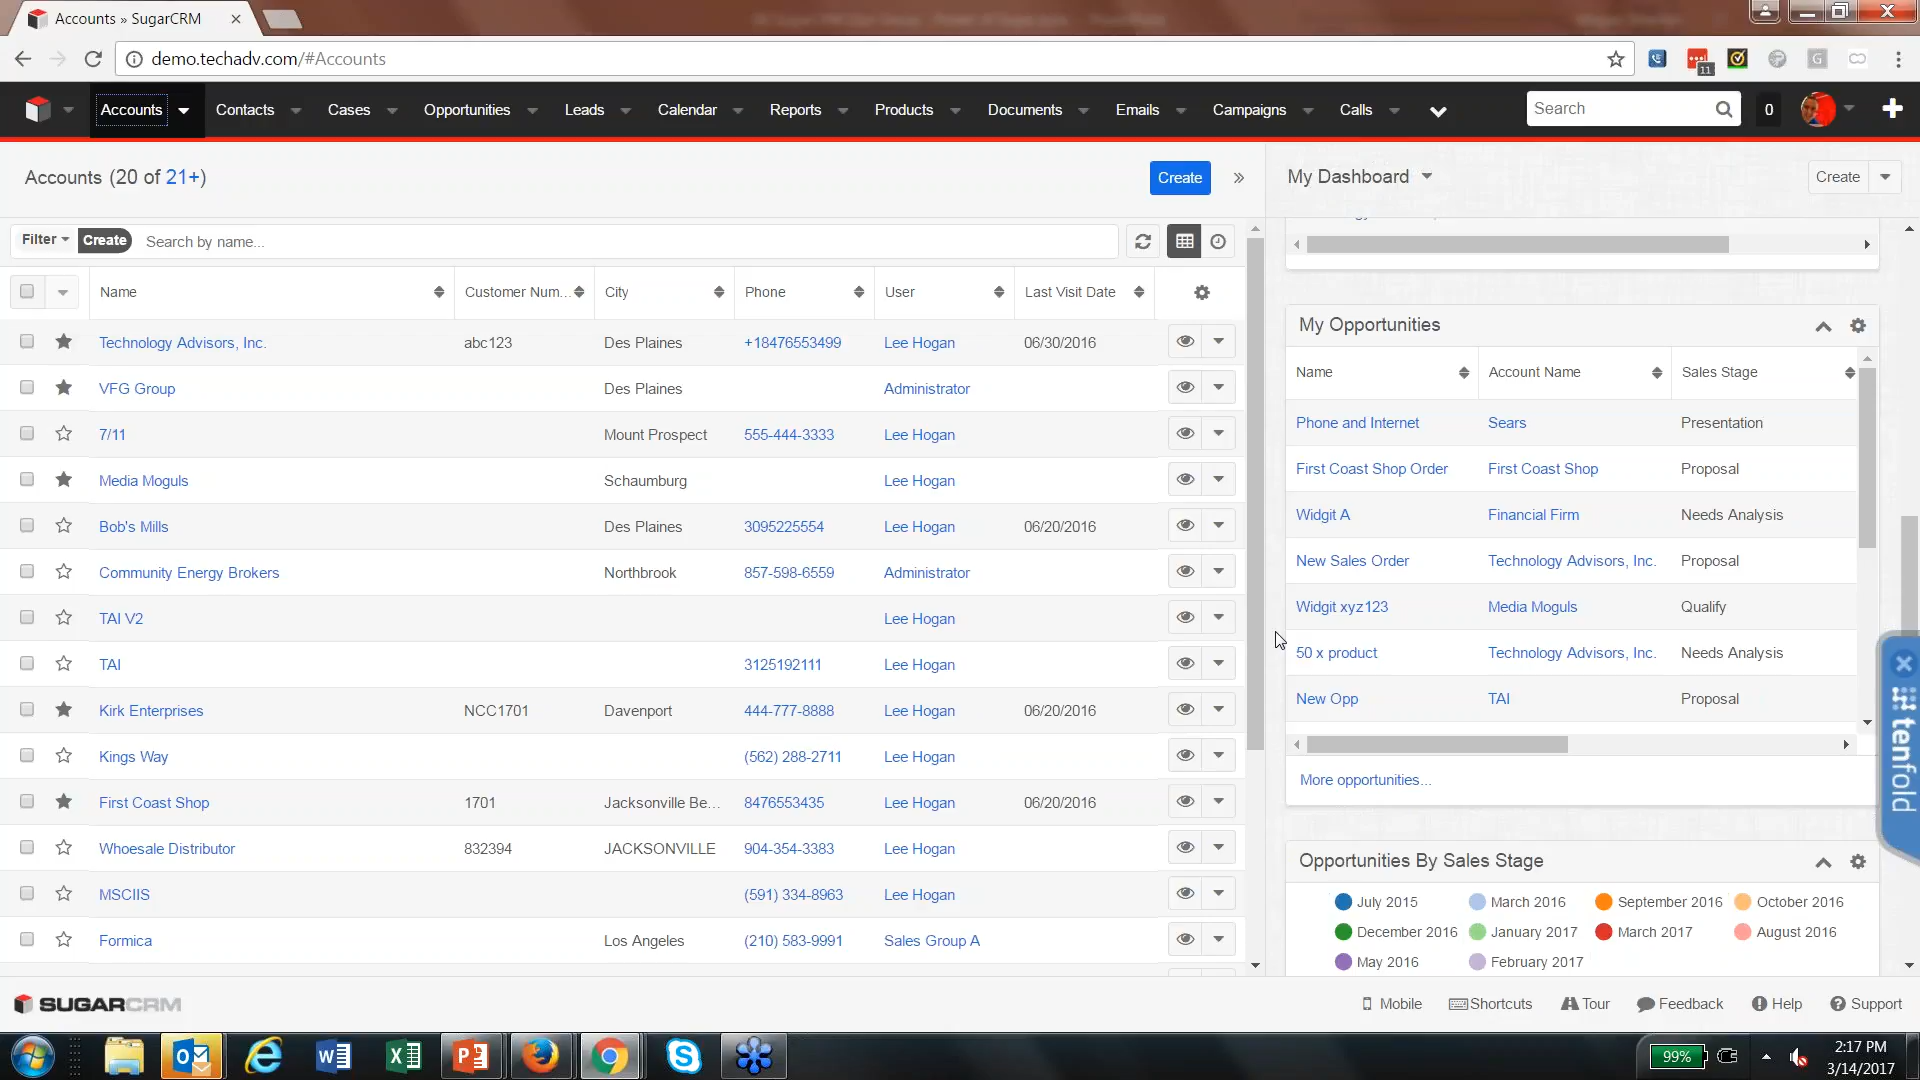 Accounts » SugarCRM
demo.techadv.com/#Accounts
11
G
Accounts Contacts Cases Opportunities Leads Calendar Reports Products Documents Emails Campaigns Calls Search 0
Accounts (20 of 21+) Create » My Dashboard Create
Filter Create Search by name...
Name Customer Num... City Phone User Last Visit Date
Technology Advisors, Inc. abc123 Des Plaines +18476553499 Lee Hogan 06/30/2016
VFG Group Des Plaines Administrator
7/11 Mount Prospect 555-444-3333 Lee Hogan
Media Moguls Schaumburg Lee Hogan
Bob's Mills Des Plaines 3095225554 Lee Hogan 06/20/2016
Community Energy Brokers Northbrook 857-598-6559 Administrator
TAI V2 Lee Hogan
TAI 3125192111 Lee Hogan
Kirk Enterprises NCC1701 Davenport 444-777-8888 Lee Hogan 06/20/2016
Kings Way (562) 288-2711 Lee Hogan
First Coast Shop 1701 Jacksonville Be... 8476553435 Lee Hogan 06/20/2016
Whoesale Distributor 832394 JACKSONVILLE 904-354-3383 Lee Hogan
MSCIIS (591) 334-8963 Lee Hogan
Formica Los Angeles (210) 583-9991 Sales Group A
My Opportunities
Name Account Name Sales Stage
Phone and Internet Sears Presentation
First Coast Shop Order First Coast Shop Proposal
Widgit A Financial Firm Needs Analysis
New Sales Order Technology Advisors, Inc. Proposal
Widgit xyz123 Media Moguls Qualify
50 x product Technology Advisors, Inc. Needs Analysis
New Opp TAI Proposal
More opportunities...
tenfold
Opportunities By Sales Stage
July 2015 March 2016 September 2016 October 2016
December 2016 January 2017 March 2017 August 2016
May 2016 February 2017
SUGARCRM Mobile Shortcuts Tour Feedback Help Support
99% 2:17 PM
3/14/2017